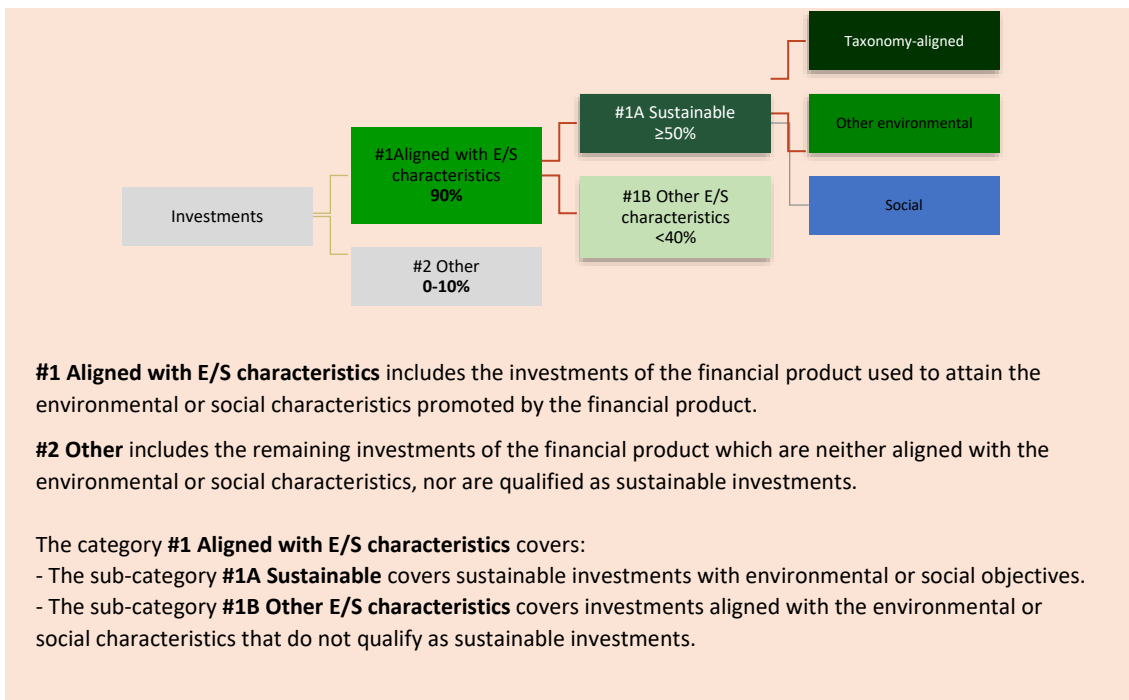 Taxonomy-aligned
#1A Sustainable
≥50%
Other environmental
#1Aligned with E/S
characteristics
90%
#1B Other E/S
characteristics
<40%
Social
Investments
#2 Other
0-10%
#1 Aligned with E/S characteristics includes the investments of the financial product used to attain the
environmental or social characteristics promoted by the financial product.
#2 Other includes the remaining investments of the financial product which are neither aligned with the
environmental or social characteristics, nor are qualified as sustainable investments.
The category #1 Aligned with E/S characteristics covers:
- The sub-category #1A Sustainable covers sustainable investments with environmental or social objectives.
- The sub-category #1B Other E/S characteristics covers investments aligned with the environmental or
social characteristics that do not qualify as sustainable investments.